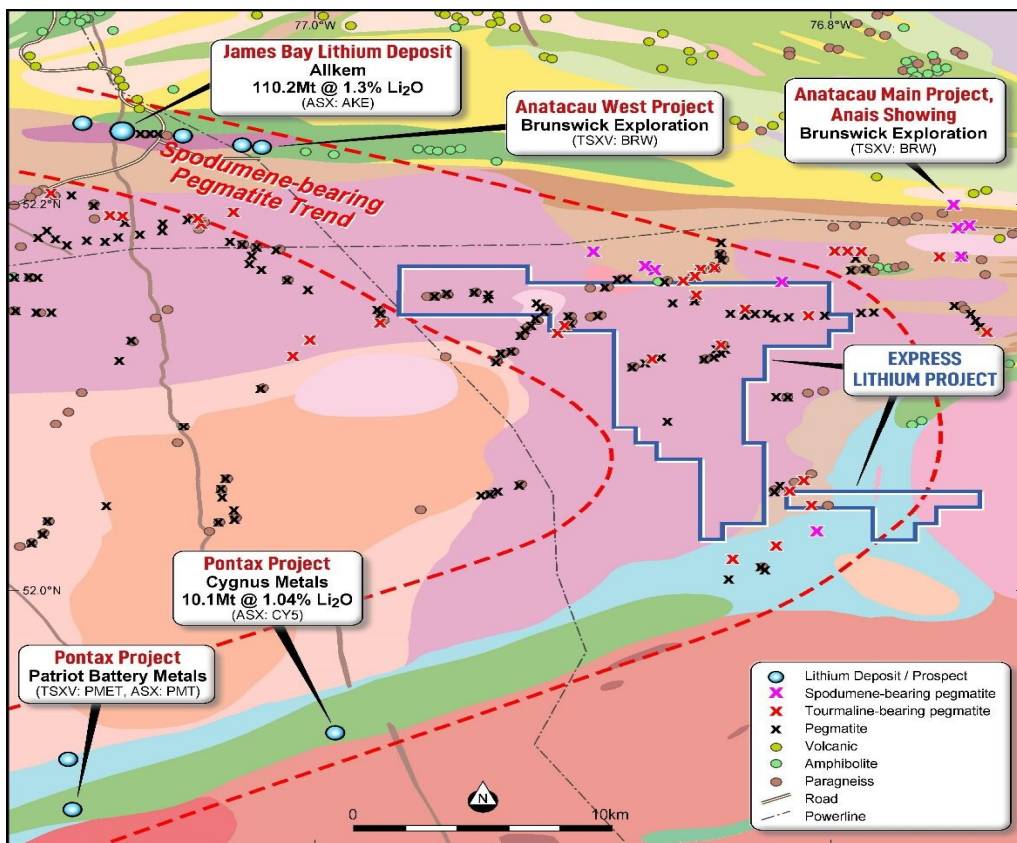 77.0°W
76.8°W
James Bay Lithium Deposit
Allkem
110.2Mt @ 1.3% Li₂O
(ASX: AKE)
Anatacau West Project
Brunswick Exploration
(TSXV: BRW)
Anatacau Main Project,
Anais Showing
Brunswick Exploration
(TSXV: BRW)
Spodumene-bearing
Pegmatite Trend
52.2°N
EXPRESS
LITHIUM PROJECT
Pontax Project
Cygnus Metals
10.1Mt @ 1.04% Li₂O
(ASX: CY5)
52.0°N
Pontax Project
Patriot Battery Metals
(TSXV: PMET, ASX: PMT)
Lithium Deposit / Prospect
Spodumene-bearing pegmatite
Tourmaline-bearing pegmatite
Pegmatite
Volcanic
Amphibolite
Paragneiss
Road
Powerline
N
0
10km